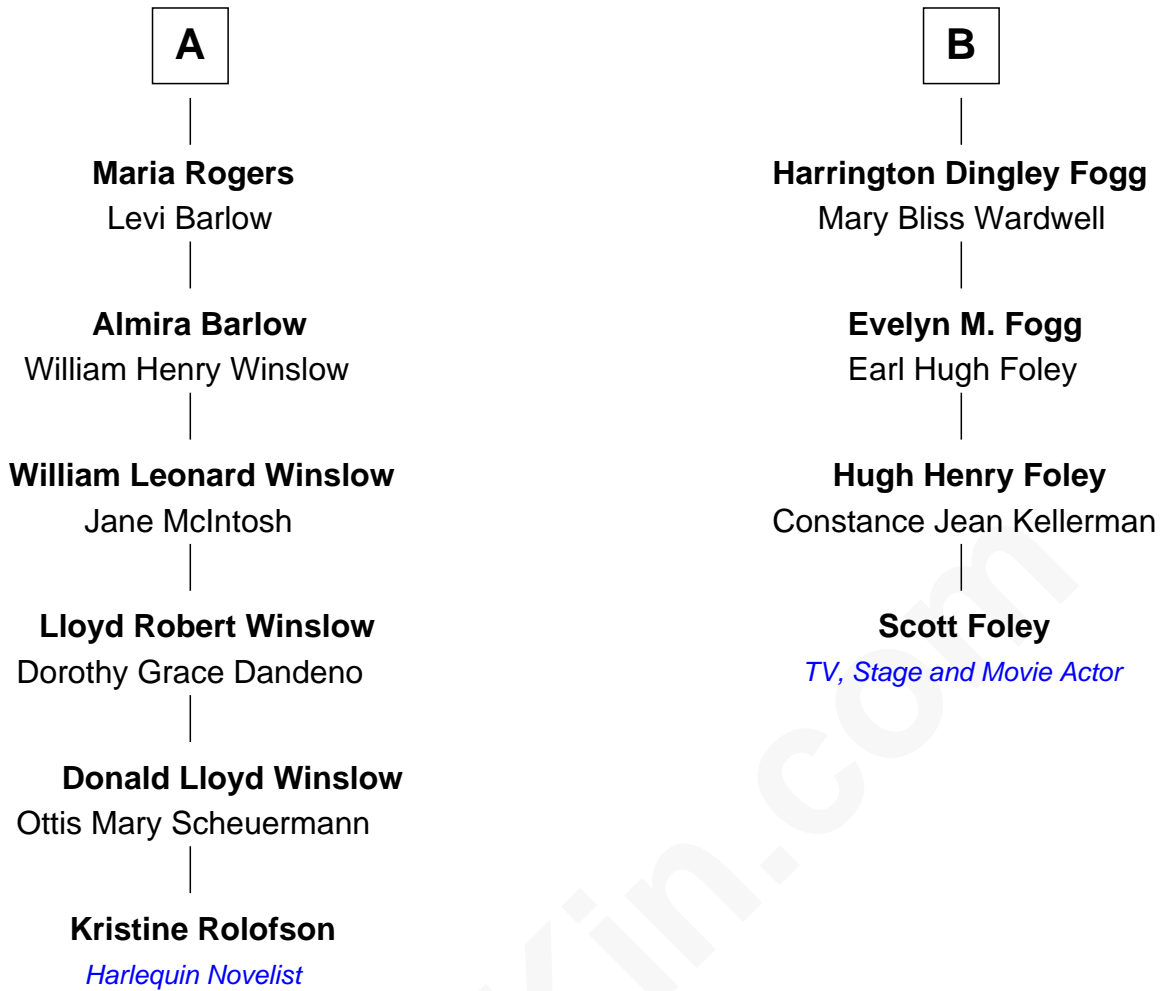 A
Maria Rogers
Levi Barlow
Almira Barlow
William Henry Winslow
William Leonard Winslow
Jane McIntosh
Lloyd Robert Winslow
Dorothy Grace Dandeno
Donald Lloyd Winslow
Ottis Mary Scheuermann
Kristine Rolofson
Harlequin Novelist
B
Harrington Dingley Fogg
Mary Bliss Wardwell
Evelyn M. Fogg
Earl Hugh Foley
Hugh Henry Foley
Constance Jean Kellerman
Scott Foley
TV, Stage and Movie Actor
Kin.com